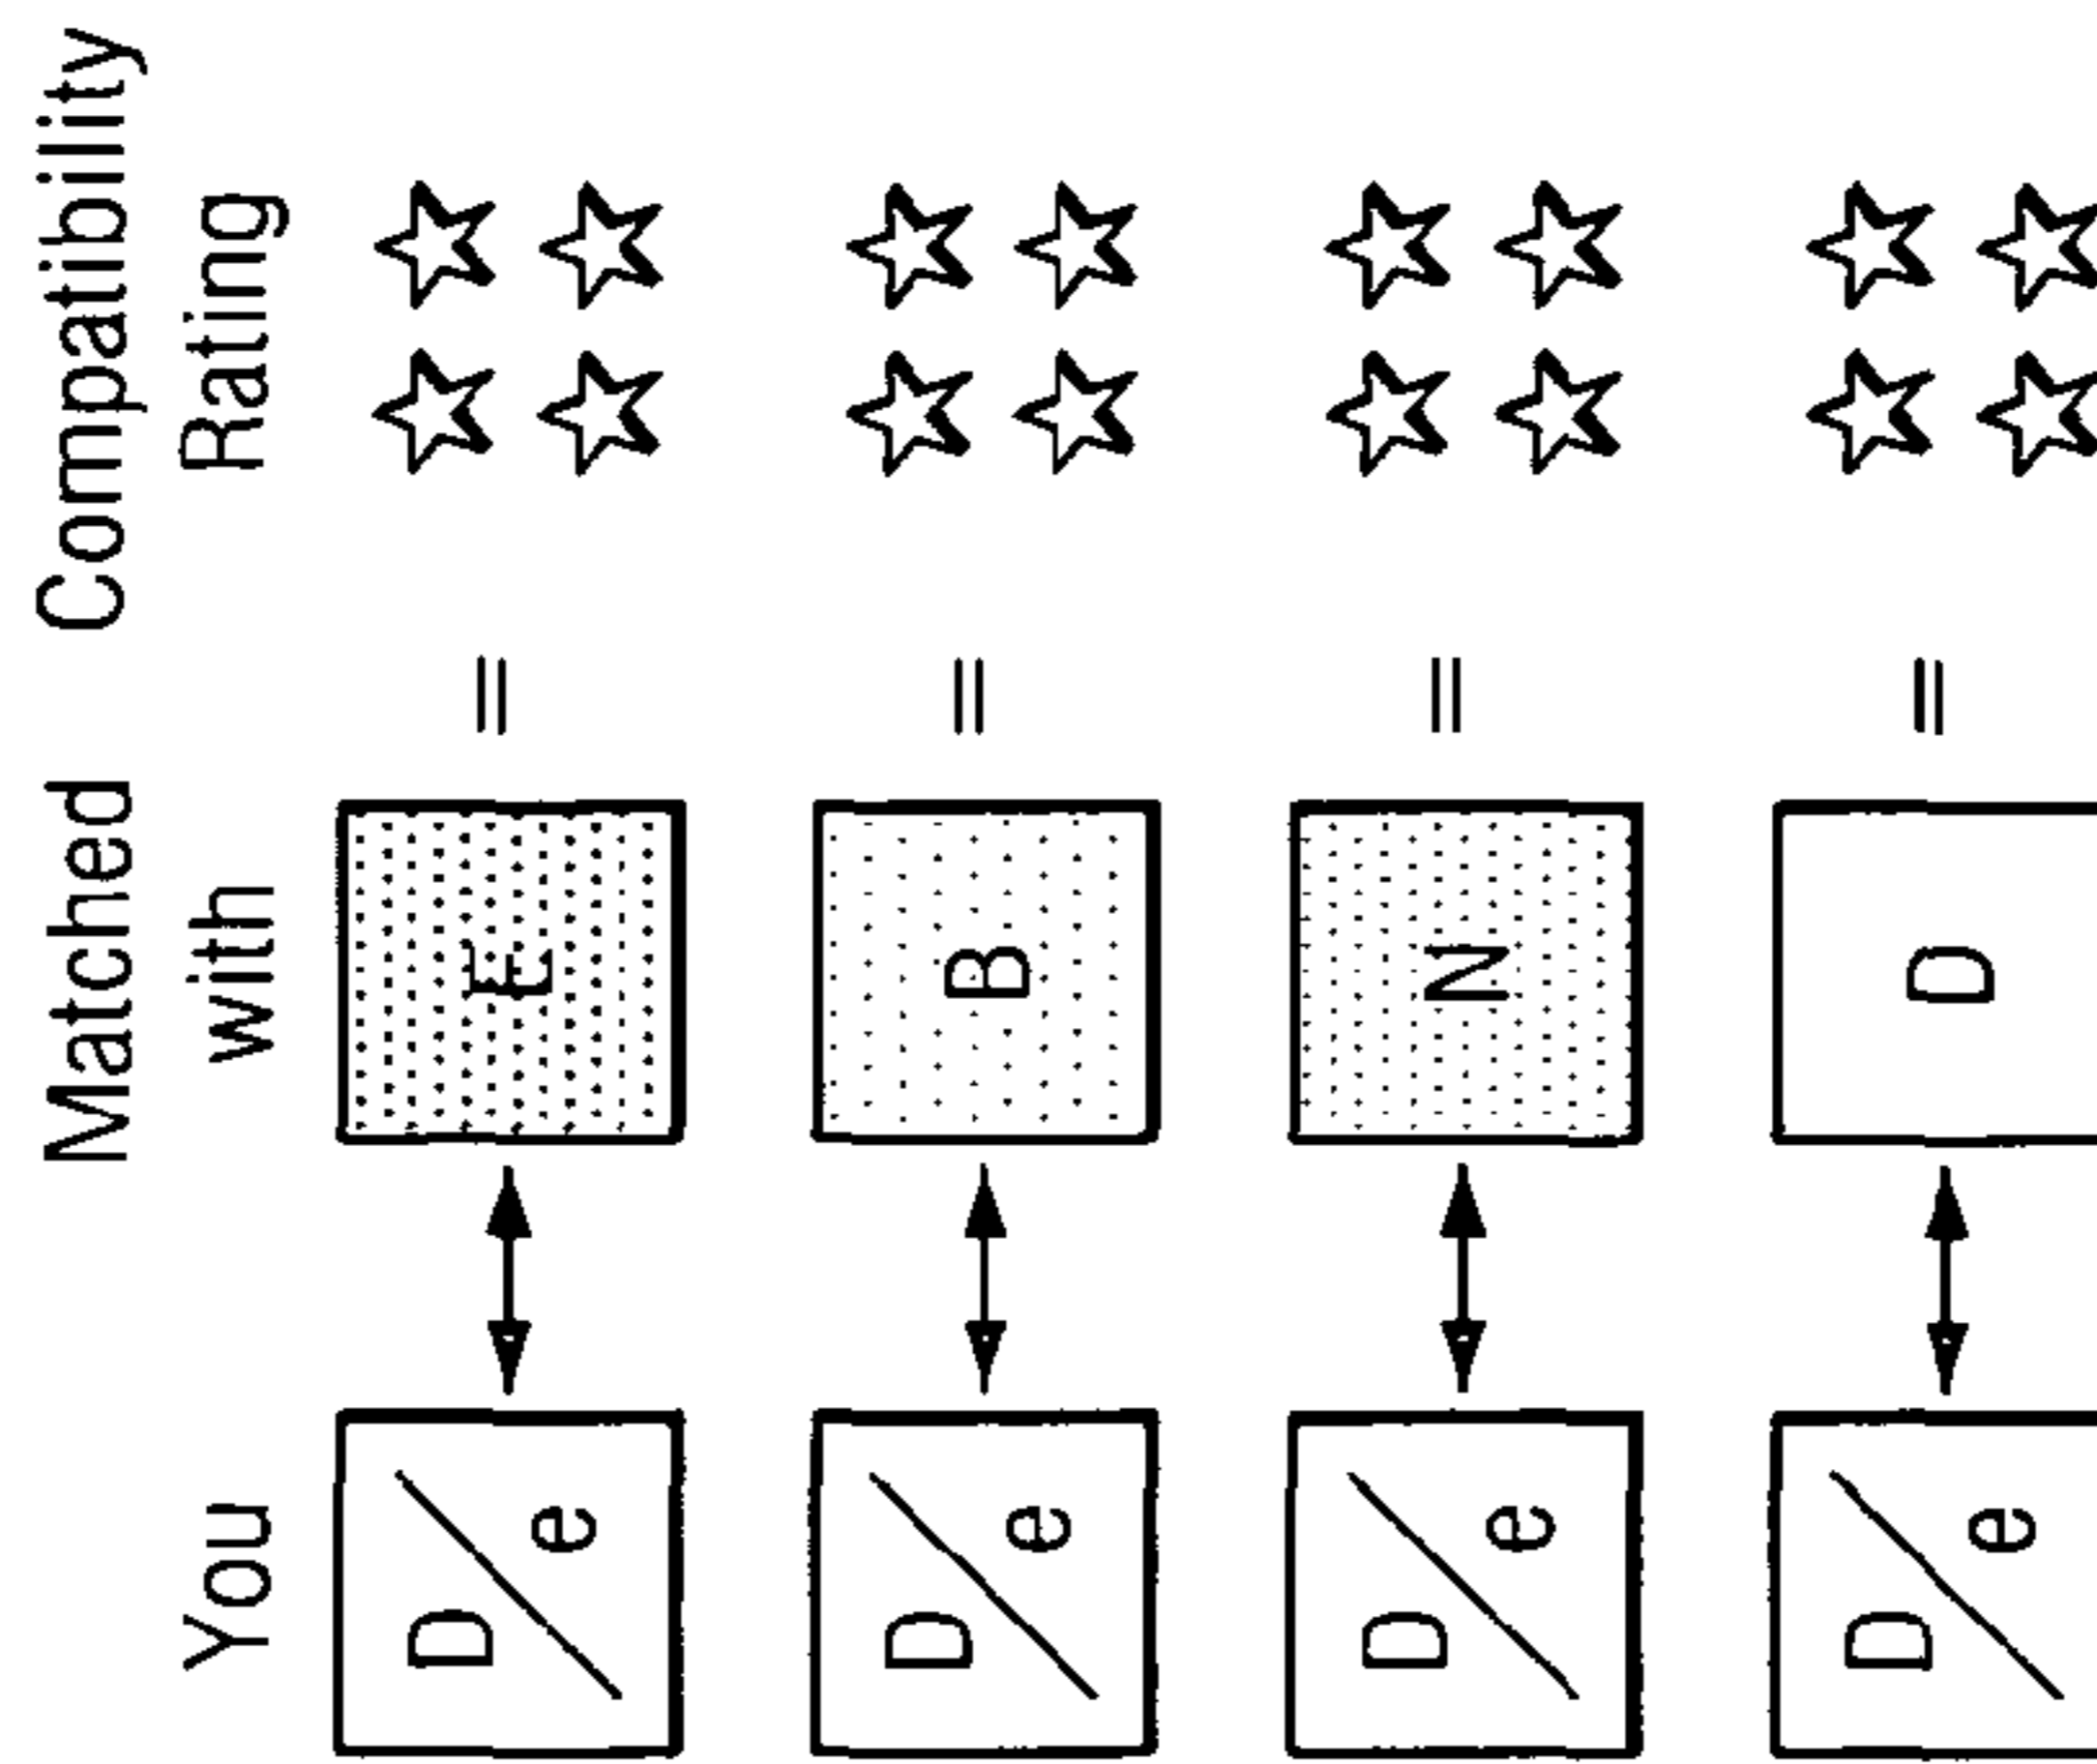 Matched Compatibility
You with Rating
D/e E =
D/e B =
D/e N =
D/e D =